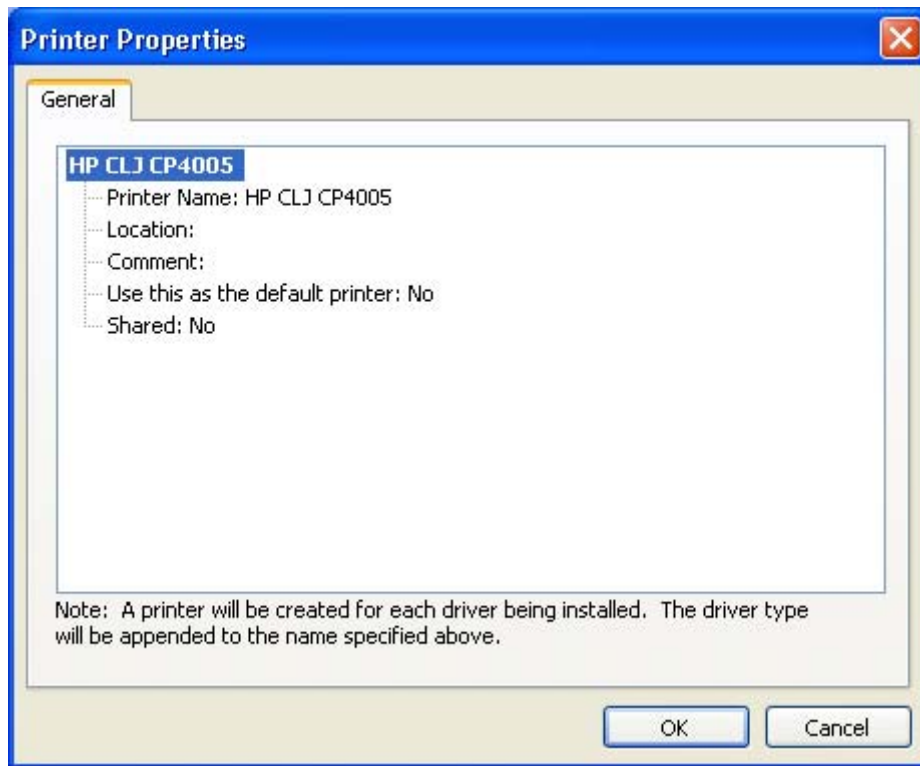 Printer Properties
General
HP CLJ CP4005
Printer Name: HP CLJ CP4005
Location:
Comment:
Use this as the default printer: No
Shared: No
Note:  A printer will be created for each driver being installed.  The driver type
will be appended to the name specified above.
OK
Cancel